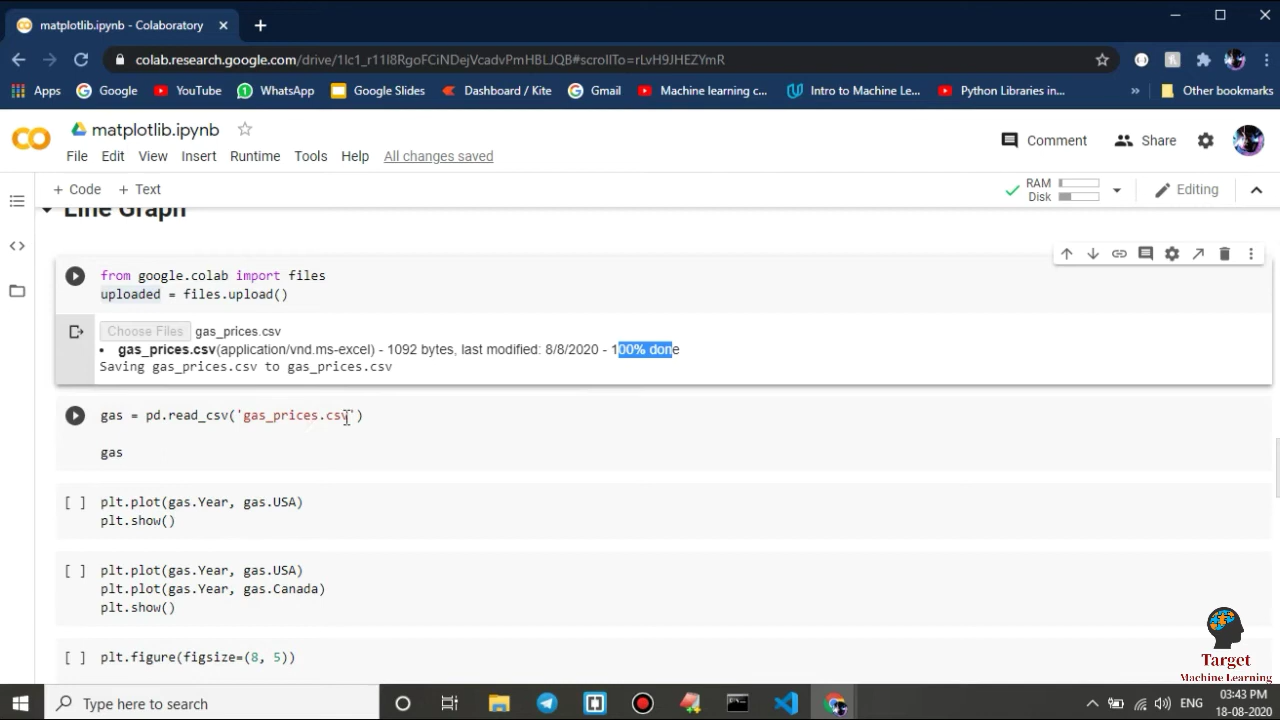 matplotlib.ipynb - Colaboratory
colab.research.google.com/drive/1lc1_r11I8RgoFCiNDejVcadvPmHBLJQB#scrollTo=rLvH9JHEZYmR
Apps Google YouTube WhatsApp Google Slides Dashboard / Kite Gmail Machine learning c... Intro to Machine Le... Python Libraries in... » Other bookmarks
matplotlib.ipynb
Comment Share
File Edit View Insert Runtime Tools Help All changes saved
+ Code + Text
RAM
Disk
Editing
Line Graph
from google.colab import files
uploaded = files.upload()
Choose Files gas_prices.csv
• gas_prices.csv(application/vnd.ms-excel) - 1092 bytes, last modified: 8/8/2020 - 100% done
Saving gas_prices.csv to gas_prices.csv
gas = pd.read_csv('gas_prices.csv')
gas
[ ] plt.plot(gas.Year, gas.USA)
plt.show()
[ ] plt.plot(gas.Year, gas.USA)
plt.plot(gas.Year, gas.Canada)
plt.show()
[ ] plt.figure(figsize=(8, 5))
Target
Machine Learning
Type here to search
ENG
03:43 PM
18-08-2020